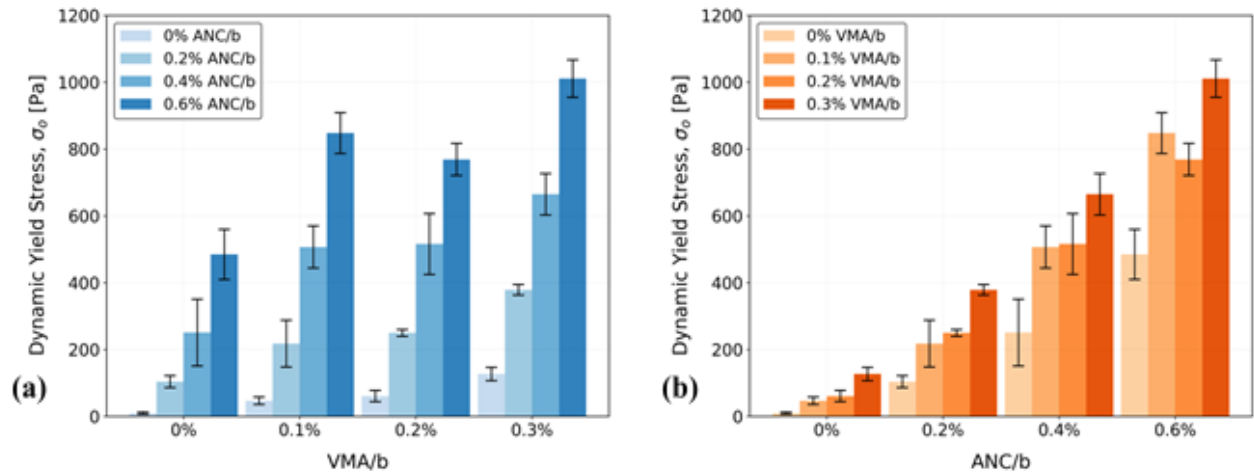 1200
1000
800
600
400
200
0
Dynamic Yield Stress, σₒ [Pa]
0% ANC/b
0.2% ANC/b
0.4% ANC/b
0.6% ANC/b
0%
0.1%
0.2%
0.3%
VMA/b
(a)
1200
1000
800
600
400
200
0
Dynamic Yield Stress, σₒ [Pa]
0% VMA/b
0.1% VMA/b
0.2% VMA/b
0.3% VMA/b
0%
0.2%
0.4%
0.6%
ANC/b
(b)